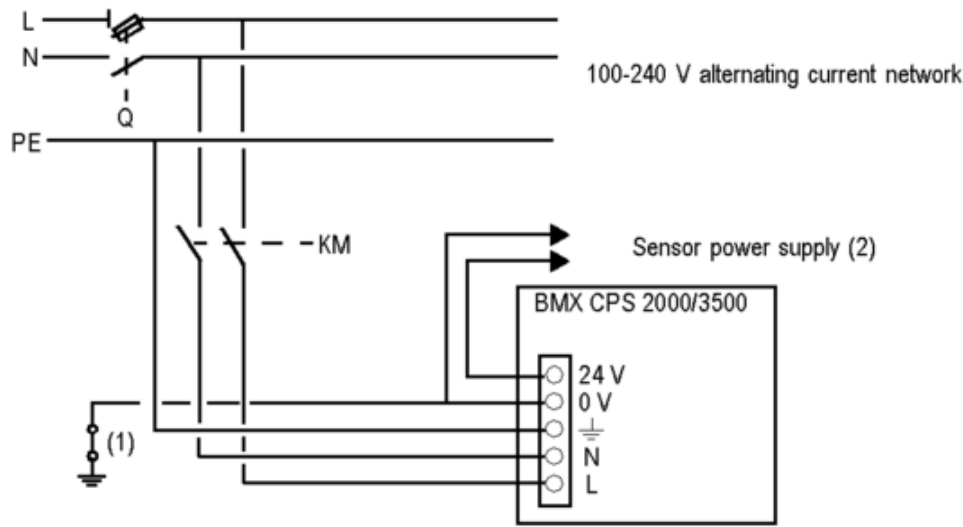 L
N
100-240 V alternating current network
Q
PE
KM
Sensor power supply (2)
BMX CPS 2000/3500
24 V
0 V
(1)
N
L